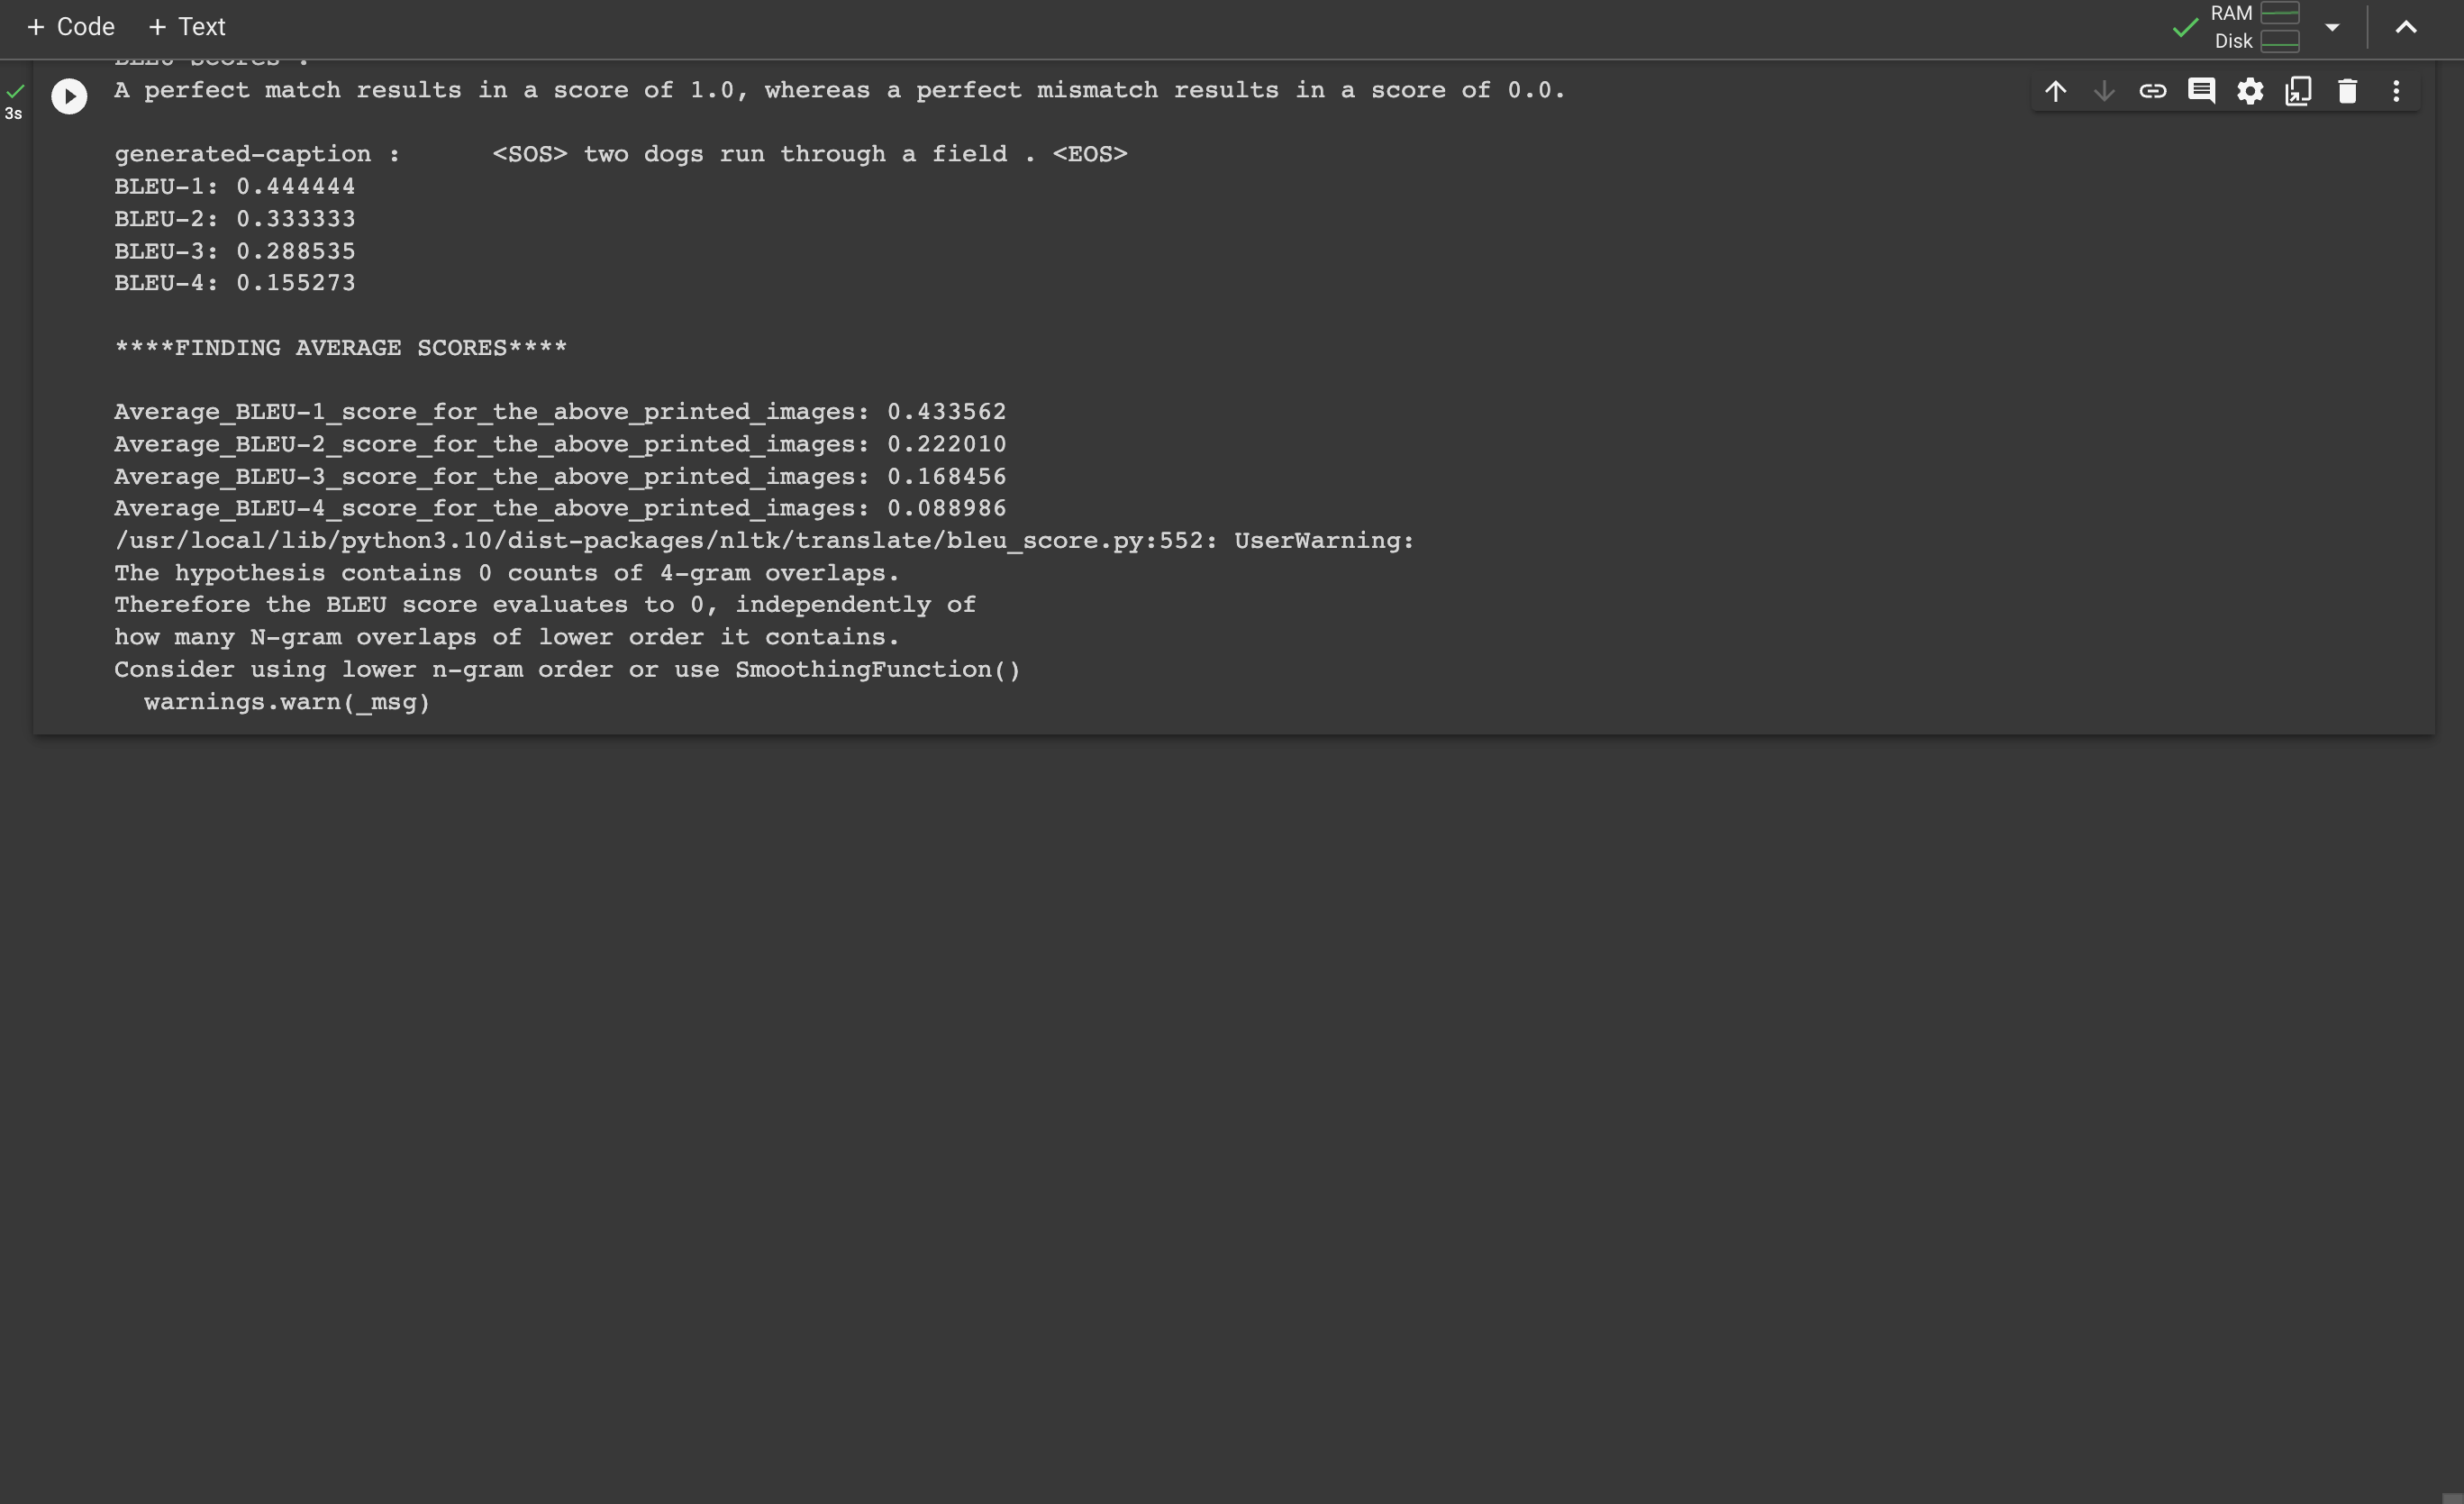 + Code + Text
RAM
Disk
3s
A perfect match results in a score of 1.0, whereas a perfect mismatch results in a score of 0.0.
generated-caption : <SOS> two dogs run through a field . <EOS>
BLEU-1: 0.444444
BLEU-2: 0.333333
BLEU-3: 0.288535
BLEU-4: 0.155273
****FINDING AVERAGE SCORES****
Average_BLEU-1_score_for_the_above_printed_images: 0.433562
Average_BLEU-2_score_for_the_above_printed_images: 0.222010
Average_BLEU-3_score_for_the_above_printed_images: 0.168456
Average_BLEU-4_score_for_the_above_printed_images: 0.088986
/usr/local/lib/python3.10/dist-packages/nltk/translate/bleu_score.py:552: UserWarning:
The hypothesis contains 0 counts of 4-gram overlaps.
Therefore the BLEU score evaluates to 0, independently of
how many N-gram overlaps of lower order it contains.
Consider using lower n-gram order or use SmoothingFunction()
warnings.warn(_msg)